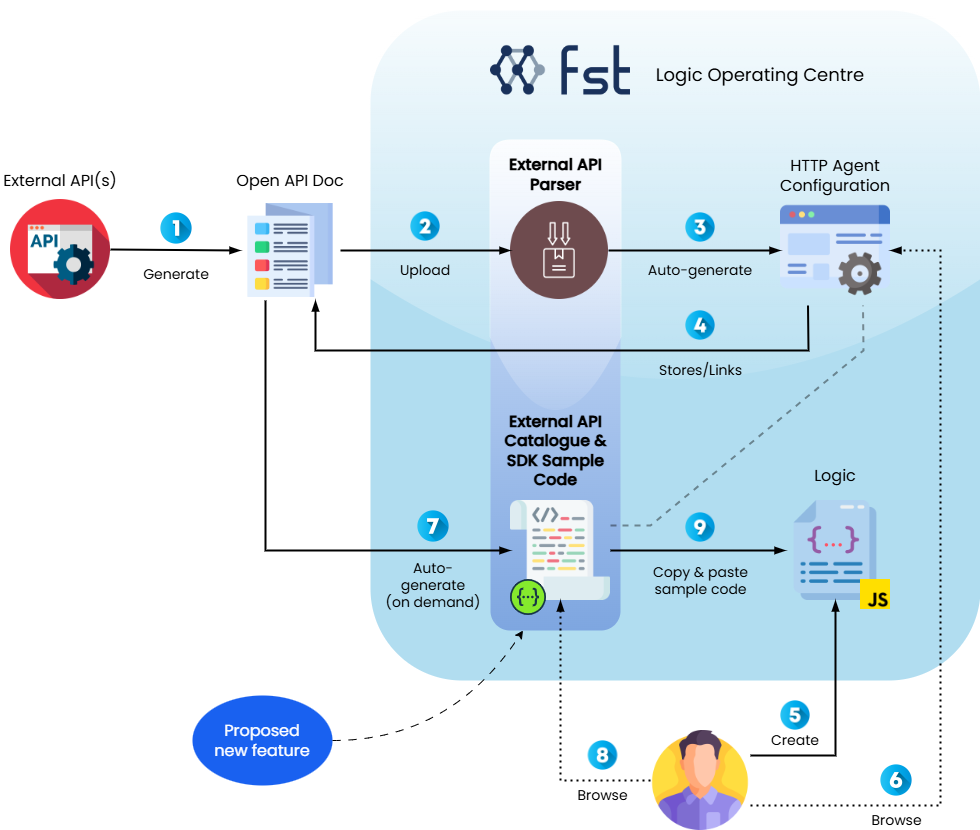 fst
Logic Operating Centre
External API(s)
API
1
Generate
Open API Doc
2
Upload
External API
Parser
3
Auto-generate
HTTP Agent
Configuration
4
Stores/Links
External API
Catalogue &
SDK Sample
Code
</>
{...}
7
Auto-
generate
(on demand)
9
Copy & paste
sample code
Logic
{...}
JS
Proposed
new feature
5
Create
8
Browse
6
Browse